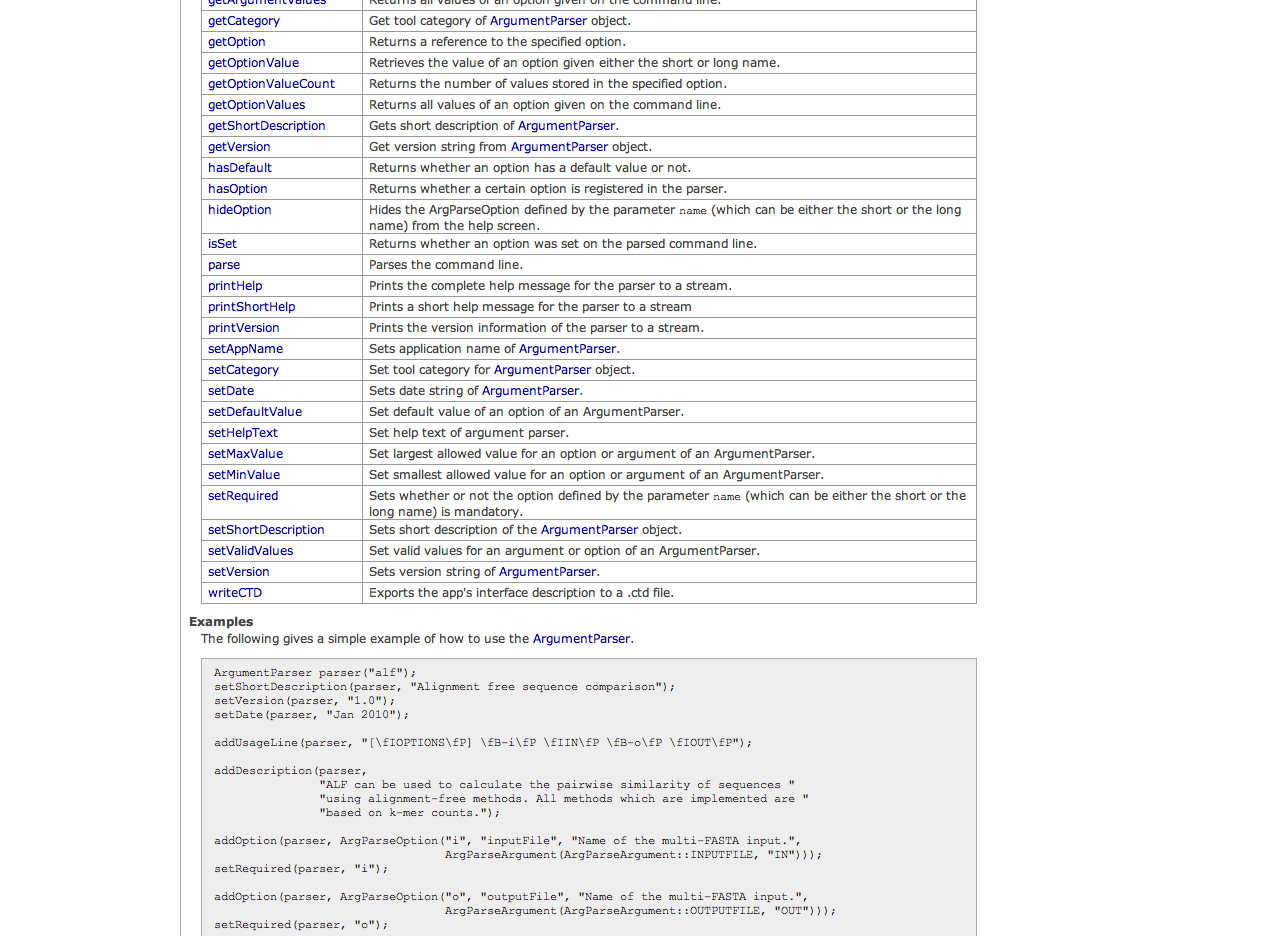 getArgumentValues Returns all values of an option given on the command line.
getCategory Get tool category of ArgumentParser object.
getOption Returns a reference to the specified option.
getOptionValue Retrieves the value of an option given either the short or long name.
getOptionValueCount Returns the number of values stored in the specified option.
getOptionValues Returns all values of an option given on the command line.
getShortDescription Gets short description of ArgumentParser.
getVersion Get version string from ArgumentParser object.
hasDefault Returns whether an option has a default value or not.
hasOption Returns whether a certain option is registered in the parser.
hideOption Hides the ArgParseOption defined by the parameter name (which can be either the short or the long
name) from the help screen.
isSet Returns whether an option was set on the parsed command line.
parse Parses the command line.
printHelp Prints the complete help message for the parser to a stream.
printShortHelp Prints a short help message for the parser to a stream
printVersion Prints the version information of the parser to a stream.
setAppName Sets application name of ArgumentParser.
setCategory Set tool category for ArgumentParser object.
setDate Sets date string of ArgumentParser.
setDefaultValue Set default value of an option of an ArgumentParser.
setHelpText Set help text of argument parser.
setMaxValue Set largest allowed value for an option or argument of an ArgumentParser.
setMinValue Set smallest allowed value for an option or argument of an ArgumentParser.
setRequired Sets whether or not the option defined by the parameter name (which can be either the short or the
long name) is mandatory.
setShortDescription Sets short description of the ArgumentParser object.
setValidValues Set valid values for an argument or option of an ArgumentParser.
setVersion Sets version string of ArgumentParser.
writeCTD Exports the app's interface description to a .ctd file.
Examples
The following gives a simple example of how to use the ArgumentParser.
ArgumentParser parser("alf");
setShortDescription(parser, "Alignment free sequence comparison");
setVersion(parser, "1.0");
setDate(parser, "Jan 2010");
addUsageLine(parser, "[\fIOPTIONS\fP] \fB-i\fP \fIIN\fP \fB-o\fP \fIOUT\fP");
addDescription(parser,
"ALF can be used to calculate the pairwise similarity of sequences "
"using alignment-free methods. All methods which are implemented are "
"based on k-mer counts.");
addOption(parser, ArgParseOption("i", "inputFile", "Name of the multi-FASTA input.",
ArgParseArgument(ArgParseArgument::INPUTFILE, "IN")));
setRequired(parser, "i");
addOption(parser, ArgParseOption("o", "outputFile", "Name of the multi-FASTA input.",
ArgParseArgument(ArgParseArgument::OUTPUTFILE, "OUT")));
setRequired(parser, "o");